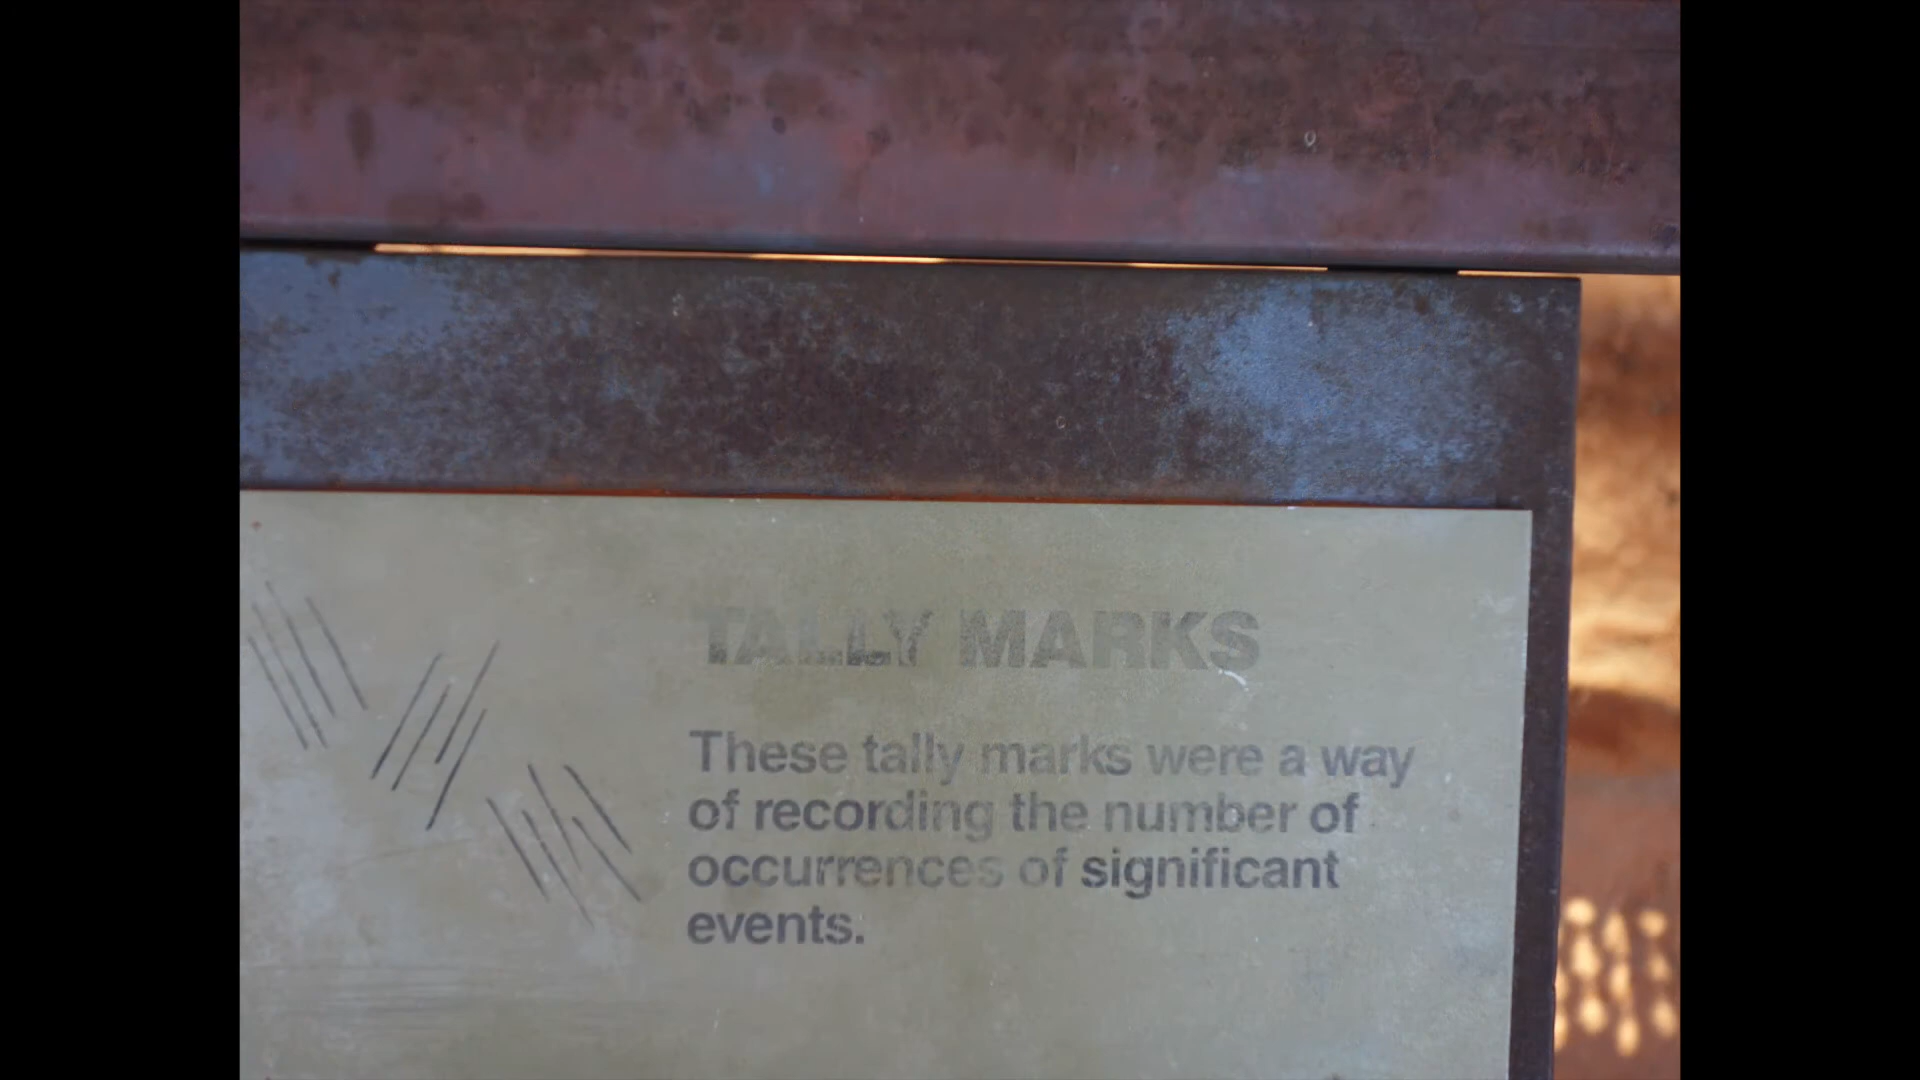 TALLY MARKS
These tally marks were a way
of recording the number of
occurrences of significant
events.